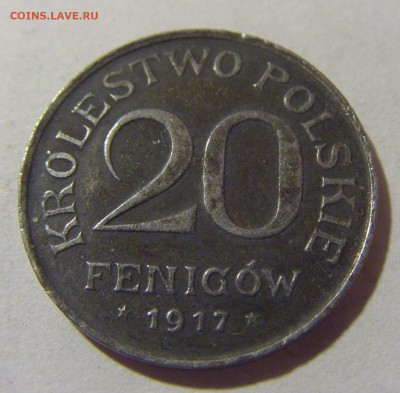 COINS.LAVE.RU
KRÓLESTWO POLSKIE
20
FENIGÓW
* 1917 *